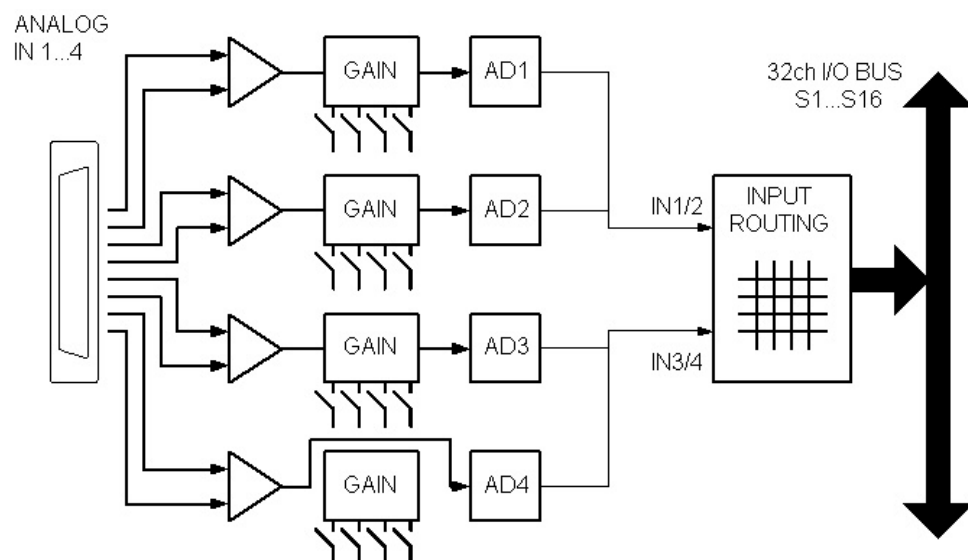 ANALOG
IN 1...4
GAIN
AD1
32ch I/O BUS
S1...S16
GAIN
AD2
IN1/2
INPUT
ROUTING
GAIN
AD3
IN3/4
GAIN
AD4